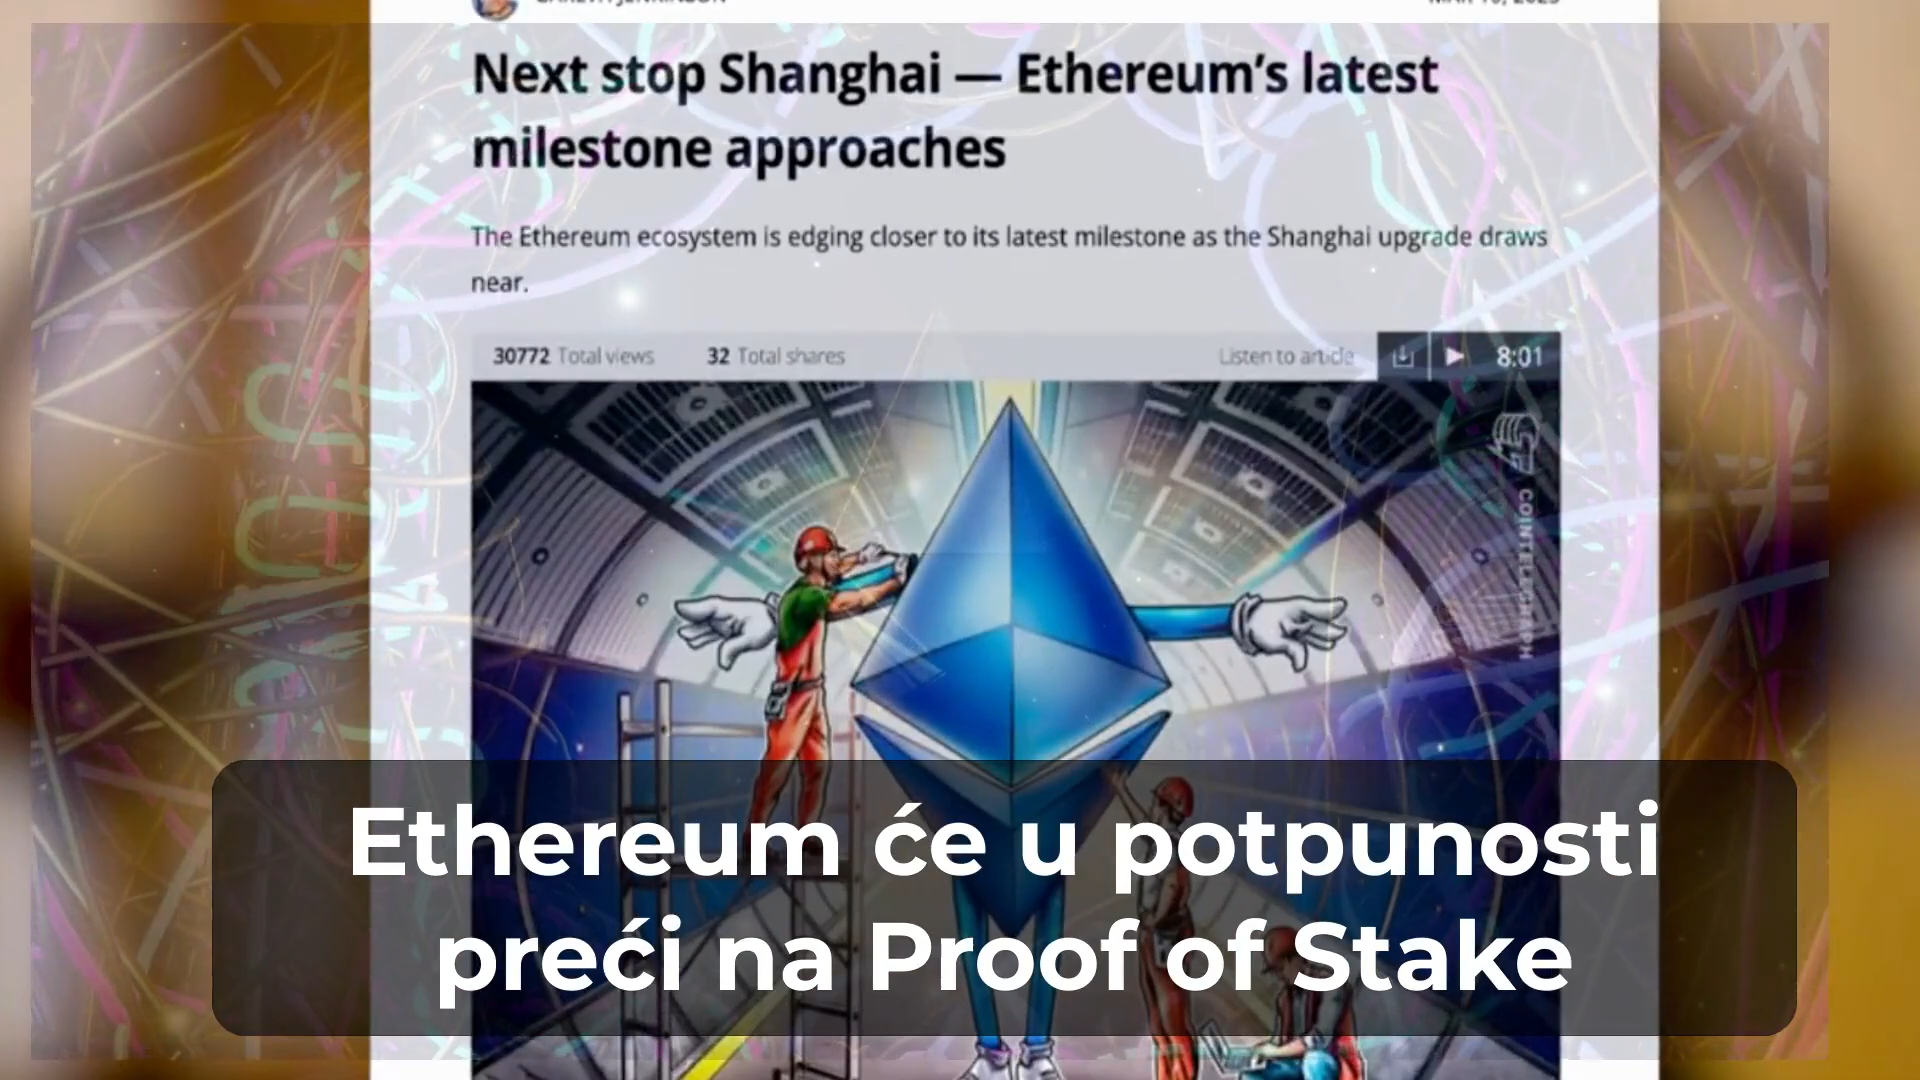 Next stop Shanghai — Ethereum’s latest
milestone approaches
The Ethereum ecosystem is edging closer to its latest milestone as the Shanghai upgrade draws
near.
30772 Total views 32 Total shares Listen to article 8:01
COINTELEGRAPH
Ethereum će u potpunosti
preći na Proof of Stake